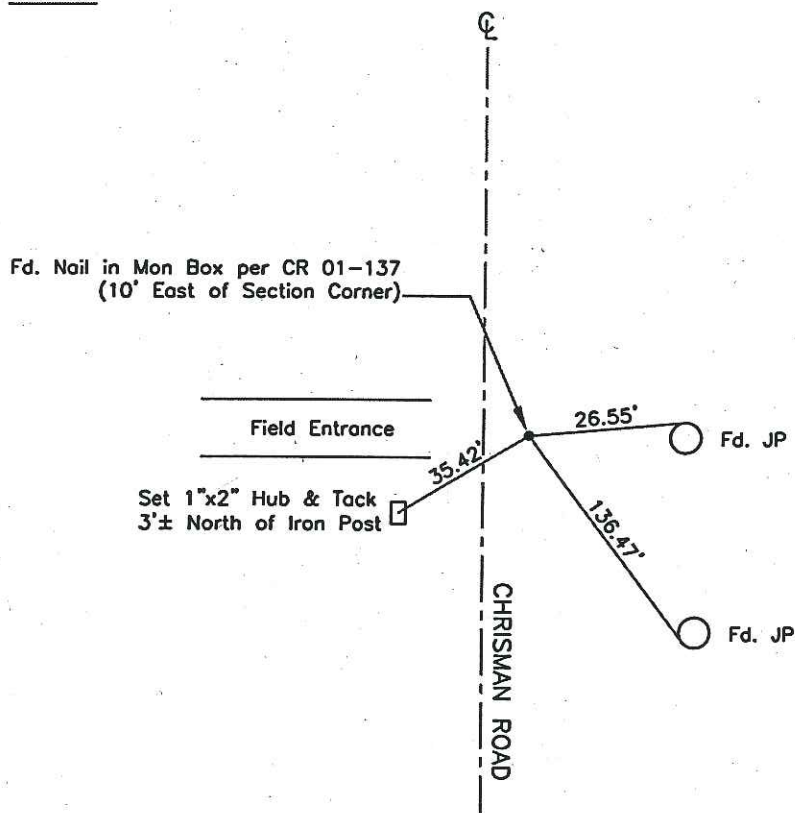 ℄
Fd. Nail in Mon Box per CR 01-137
(10' East of Section Corner)
Field Entrance
26.55'
Fd. JP
35.42'
Set 1"x2" Hub & Tack
3'± North of Iron Post
136.47'
Fd. JP
CHRISMAN ROAD